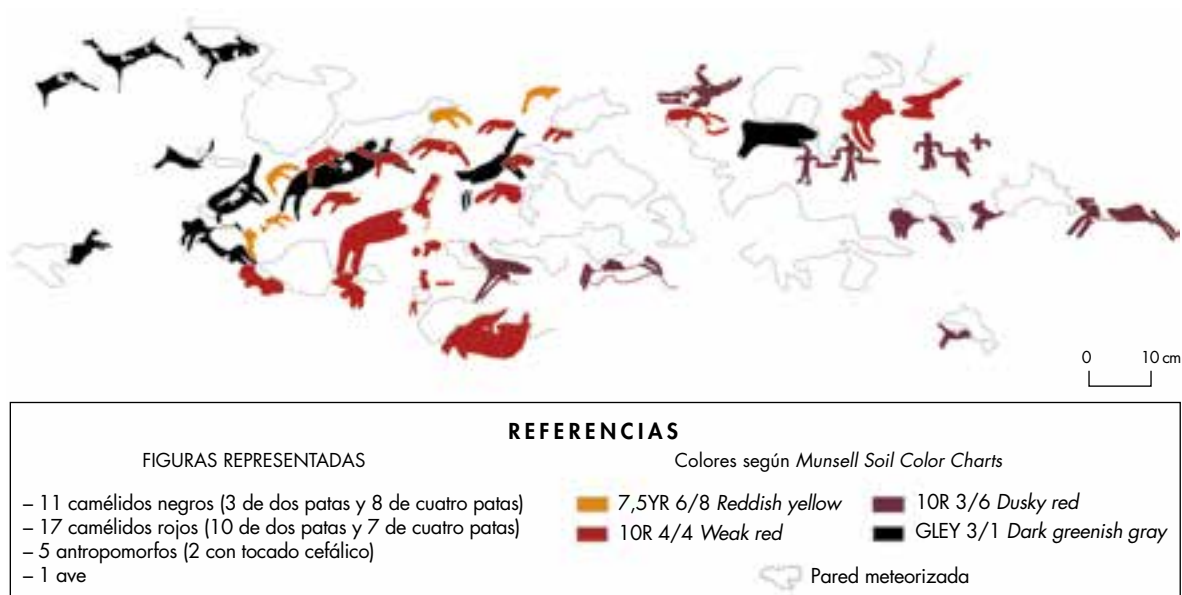 0 10 cm
REFERENCIAS
FIGURAS REPRESENTADAS
– 11 camélidos negros (3 de dos patas y 8 de cuatro patas)
– 17 camélidos rojos (10 de dos patas y 7 de cuatro patas)
– 5 antropomorfos (2 con tocado cefálico)
– 1 ave
Colores según Munsell Soil Color Charts
7,5YR 6/8 Reddish yellow
10R 4/4 Weak red
10R 3/6 Dusky red
GLEY 3/1 Dark greenish gray
Pared meteorizada